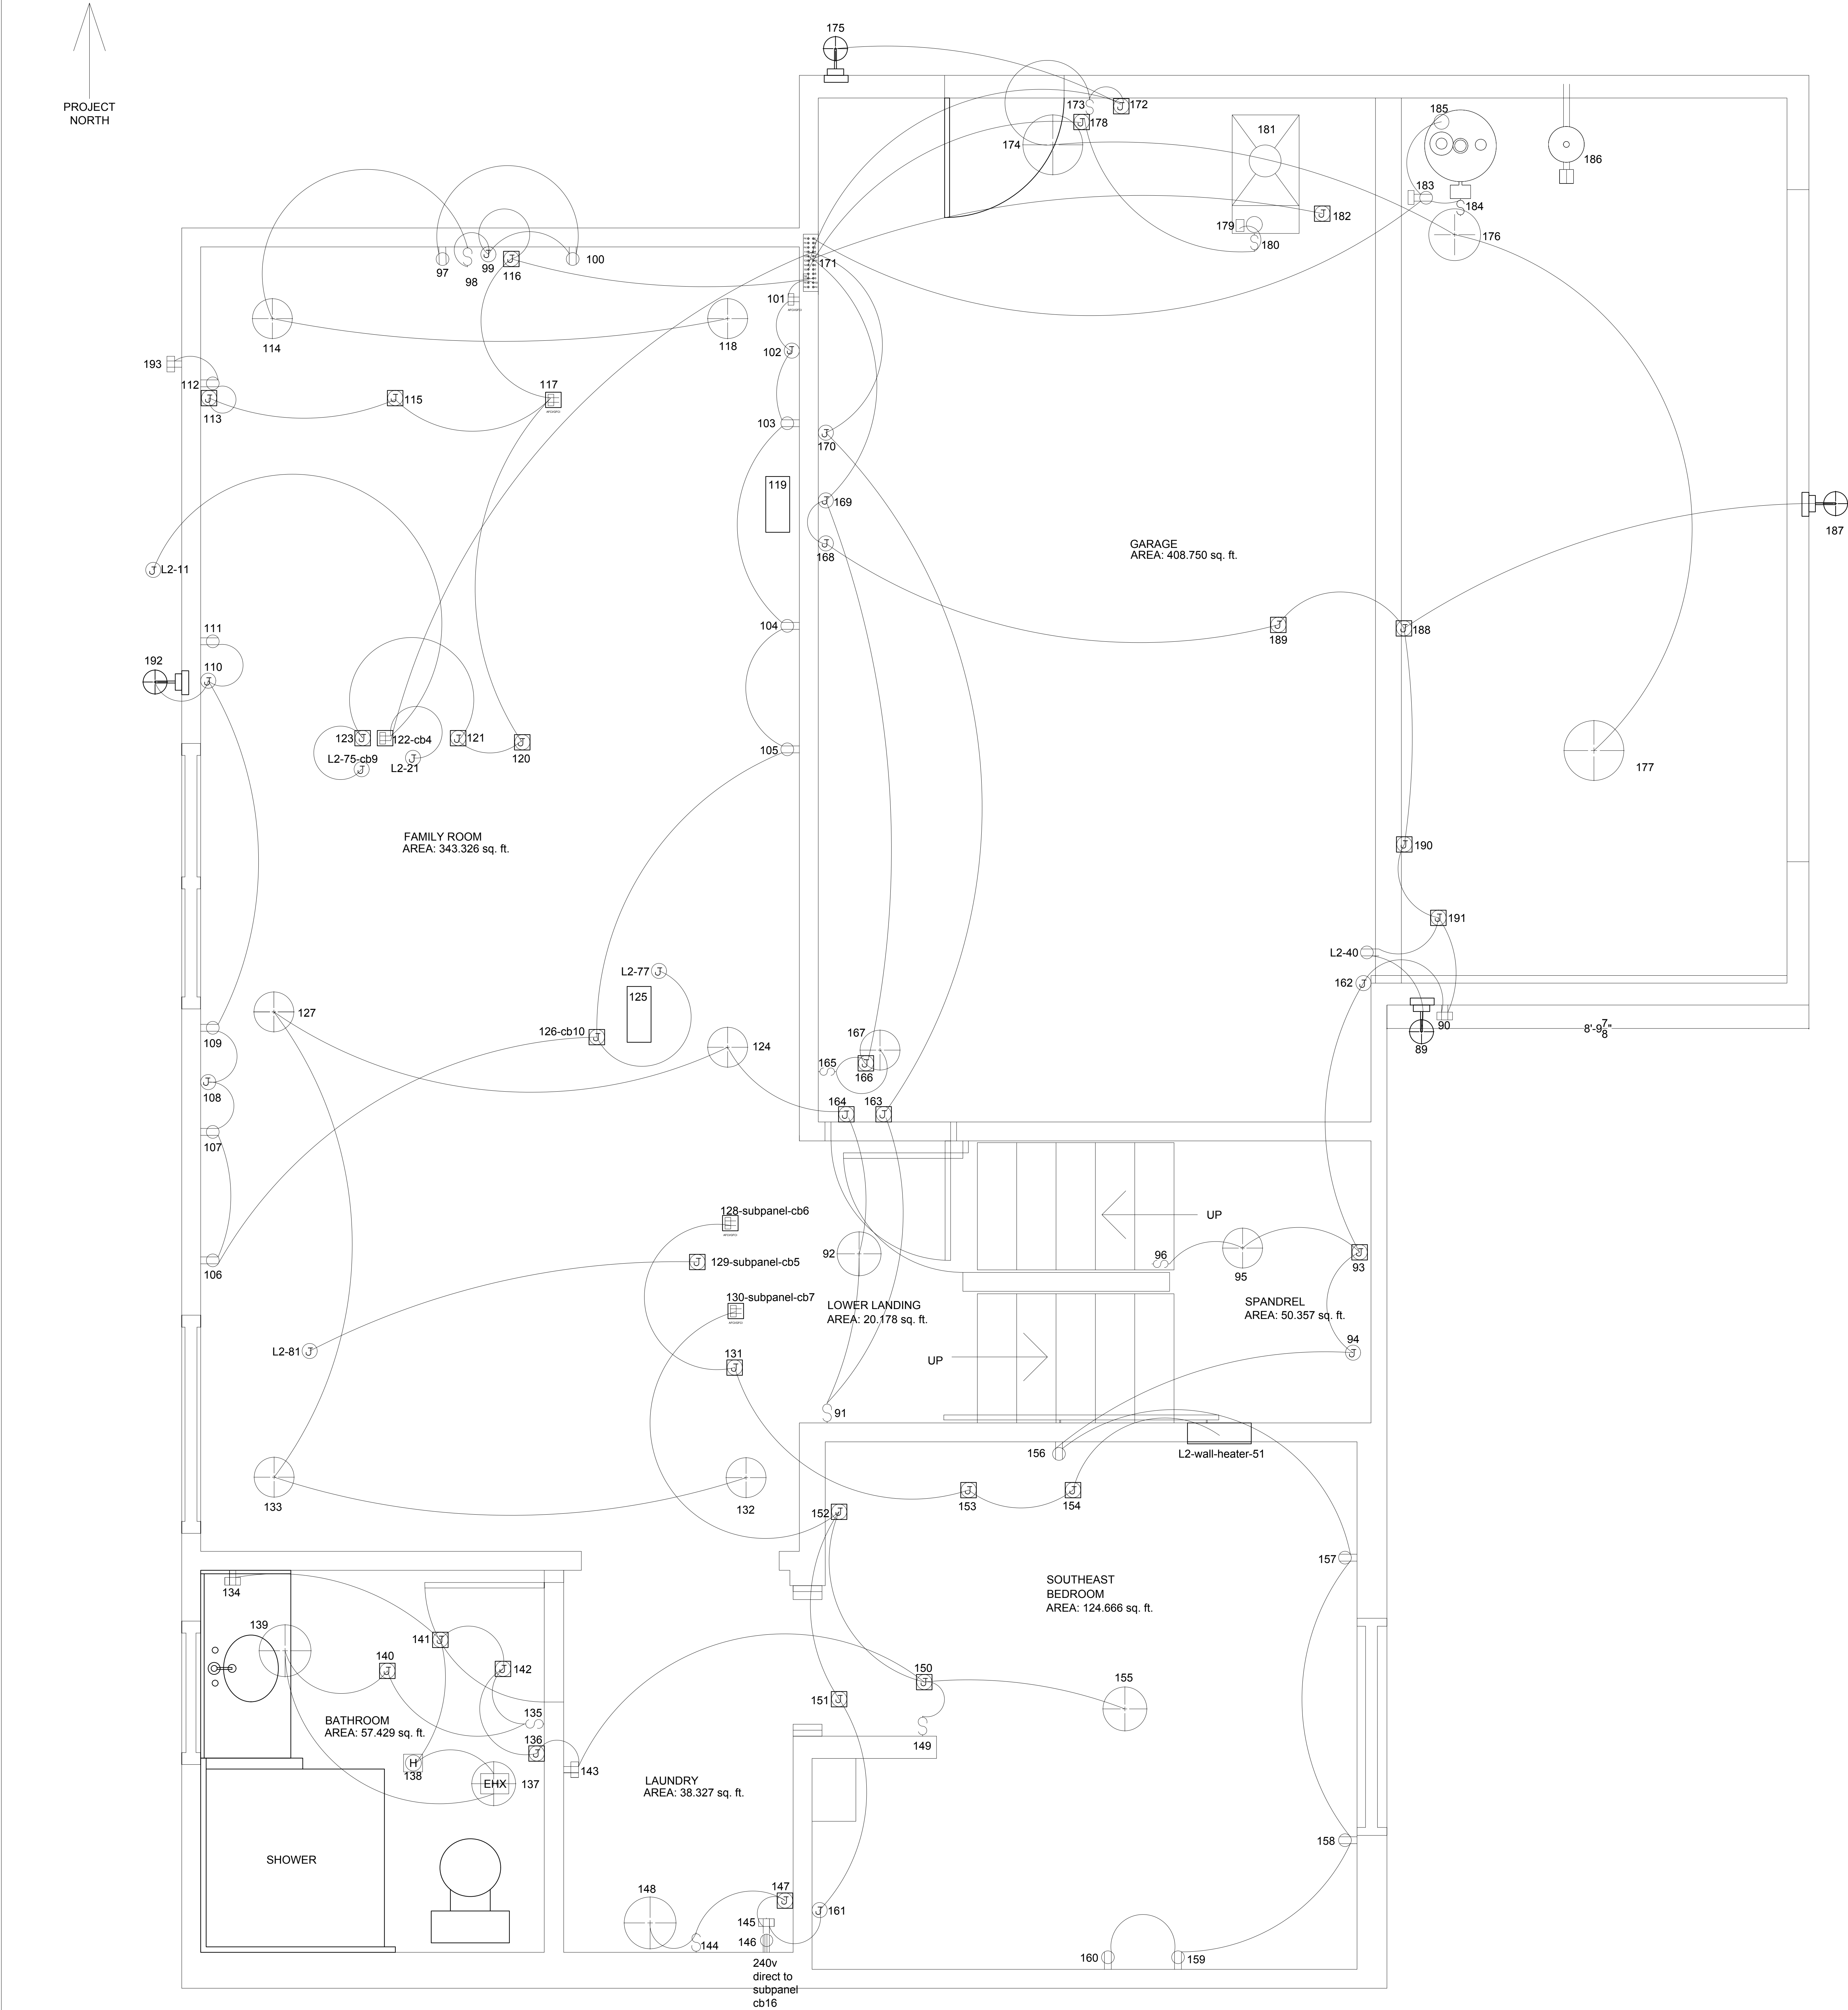 175
PROJECT
NORTH
173
172
185
178
181
174
186
183
184
179
180
182
176
97
98
99
116
100
171
101
102
114
118
193
112
113
115
117
103
170
119
169
168
GARAGE
AREA: 408.750 sq. ft.
187
L2-11
111
104
189
188
192
110
123
122-cb4
121
120
L2-75-cb9
L2-21
105
177
FAMILY ROOM
AREA: 343.326 sq. ft.
190
191
L2-40
L2-77
162
125
127
126-cb10
124
167
165
166
90
89
8'-9 7/8"
109
108
164
163
107
128-subpanel-cb6
UP
129-subpanel-cb5
92
96
95
93
106
130-subpanel-cb7
LOWER LANDING
AREA: 20.178 sq. ft.
SPANDREL
AREA: 50.357 sq. ft.
L2-81
131
UP
94
91
156
L2-wall-heater-51
133
132
153
154
152
157
134
SOUTHEAST
BEDROOM
AREA: 124.666 sq. ft.
139
141
140
142
150
155
151
135
BATHROOM
AREA: 57.429 sq. ft.
136
149
H
138
EHX
137
143
LAUNDRY
AREA: 38.327 sq. ft.
158
SHOWER
147
148
161
145
146
144
160
159
240v
direct to
subpanel
cb16